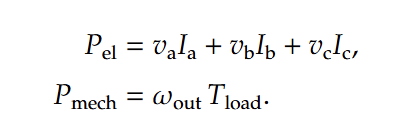 P_el = v_a I_a + v_b I_b + v_c I_c,
P_mech = ω_out T_load.